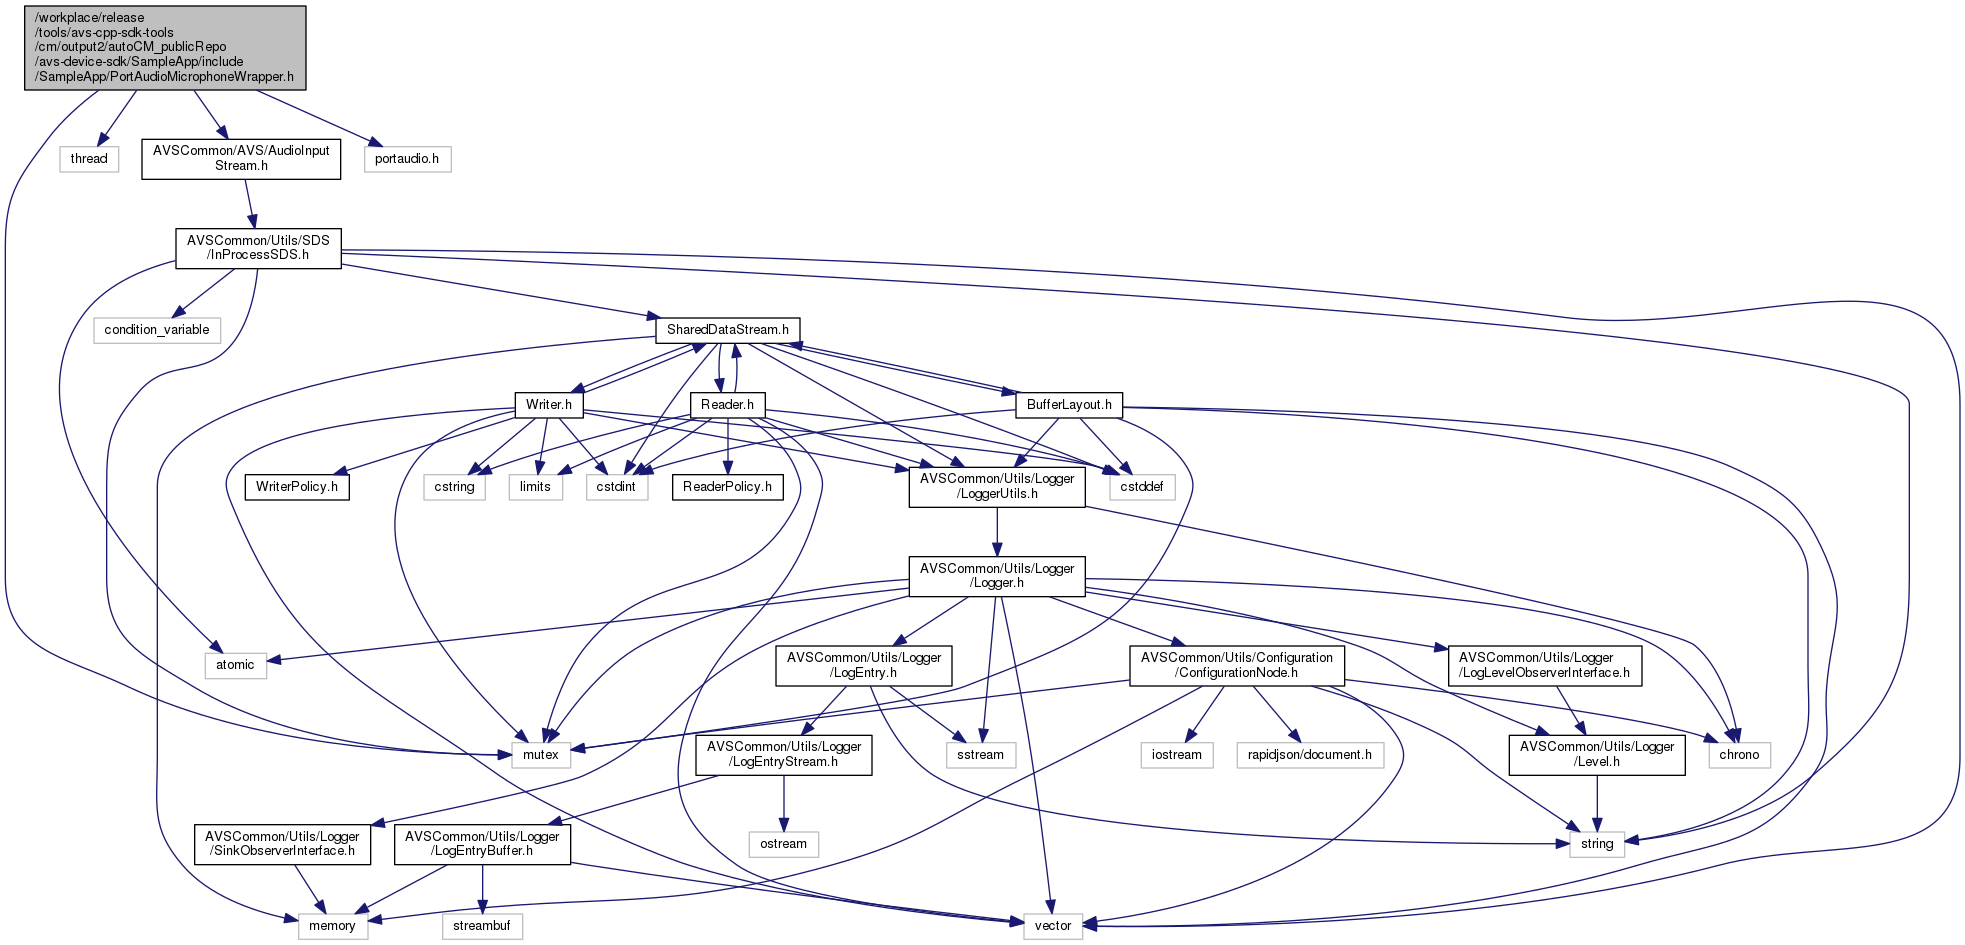 /workplace/release
/tools/avs-cpp-sdk-tools
/cm/output2/autoCM_publicRepo
/avs-device-sdk/SampleApp/include
/SampleApp/PortAudioMicrophoneWrapper.h
thread
AVSCommon/AVS/AudioInput
Stream.h
portaudio.h
AVSCommon/Utils/SDS
/InProcessSDS.h
condition_variable
SharedDataStream.h
Writer.h
Reader.h
BufferLayout.h
WriterPolicy.h
cstring
limits
cstdint
ReaderPolicy.h
AVSCommon/Utils/Logger
/LoggerUtils.h
cstddef
AVSCommon/Utils/Logger
/Logger.h
atomic
AVSCommon/Utils/Logger
/LogEntry.h
AVSCommon/Utils/Configuration
/ConfigurationNode.h
AVSCommon/Utils/Logger
/LogLevelObserverInterface.h
mutex
AVSCommon/Utils/Logger
/LogEntryStream.h
sstream
iostream
rapidjson/document.h
AVSCommon/Utils/Logger
/Level.h
chrono
AVSCommon/Utils/Logger
/SinkObserverInterface.h
AVSCommon/Utils/Logger
/LogEntryBuffer.h
ostream
string
memory
streambuf
vector